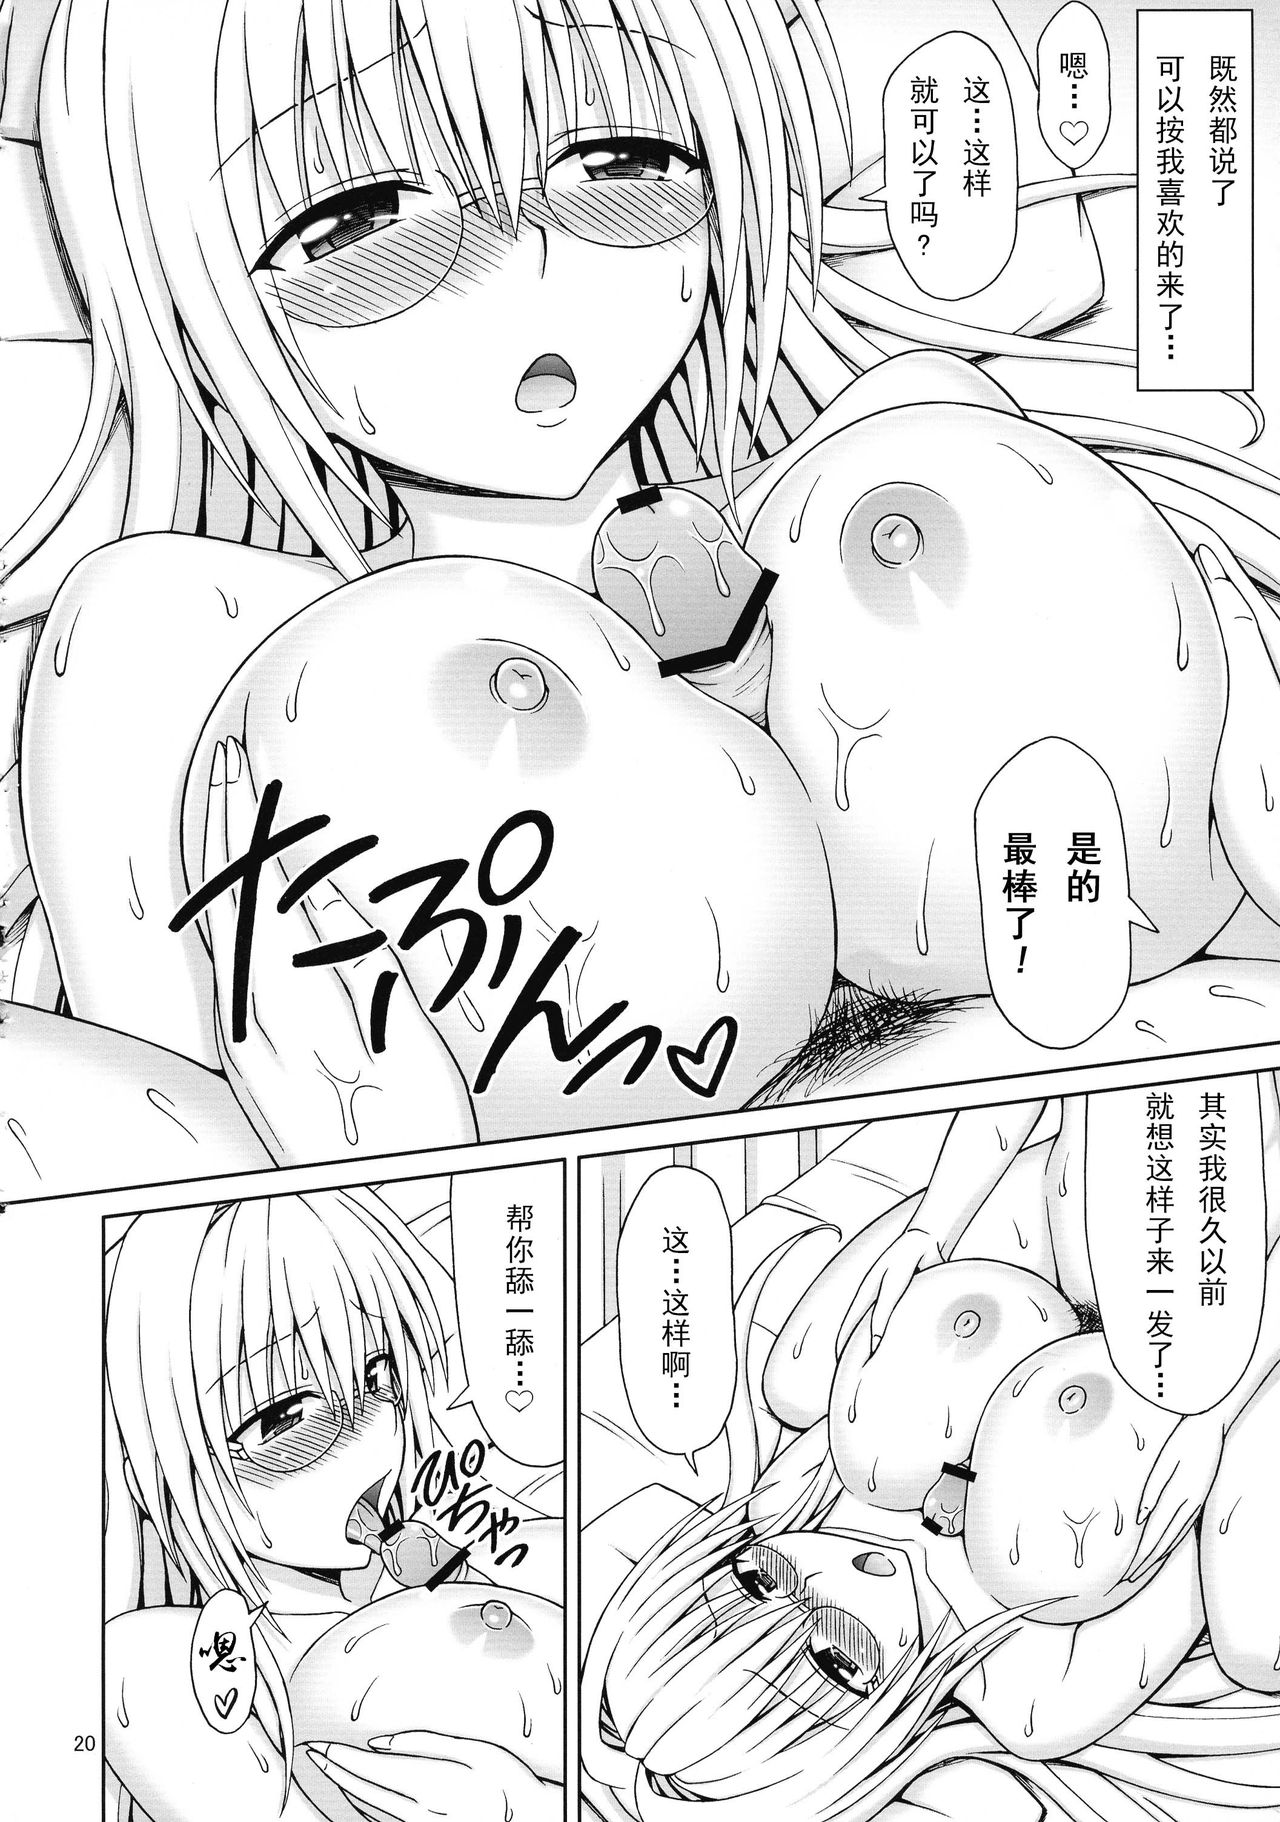 既然都说了
可以按我喜欢的来了…
嗯…♡
这…这样
就可以了吗？
是的
最棒了！
たぷりんっ♡
其实我很久以前
就想这样子来一发了…
这…这样啊…
帮你舔一舔…♡
ぴちゃっ
嗯♡
20